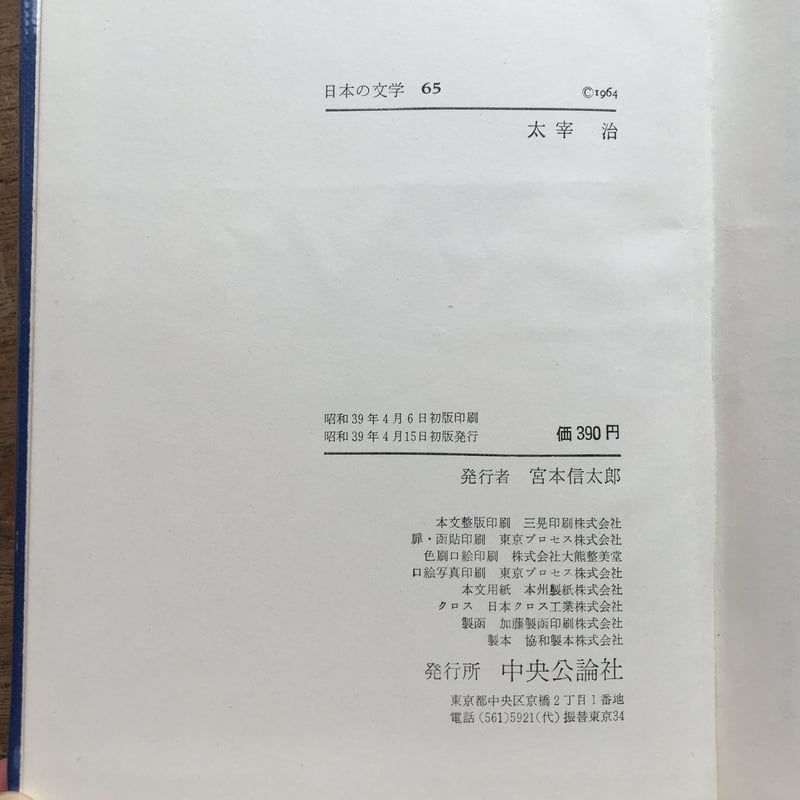 日本の文学 65 ©1964
太宰 治
昭和39年4月6日初版印刷
昭和39年4月15日初版発行 価390円
発行者 宮本信太郎
本文整版印刷 三晃印刷株式会社
扉・函貼印刷 東京プロセス株式会社
色刷口絵印刷 株式会社大熊整美堂
口絵写真印刷 東京プロセス株式会社
本文用紙 本州製紙株式会社
クロス 日本クロス工業株式会社
製函 加藤製函印刷株式会社
製本 協和製本株式会社
発行所 中央公論社
東京都中央区京橋2丁目1番地
電話(561)5921(代)振替東京34